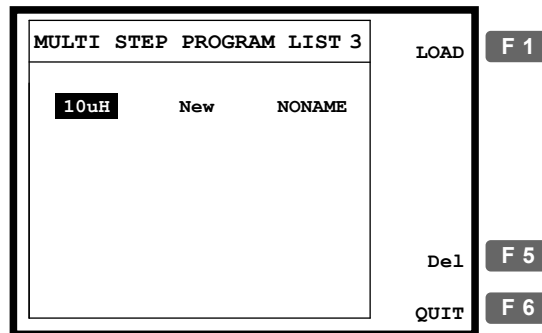 MULTI STEP PROGRAM LIST 3
LOAD F 1
10uH New NONAME
Del F 5
QUIT F 6